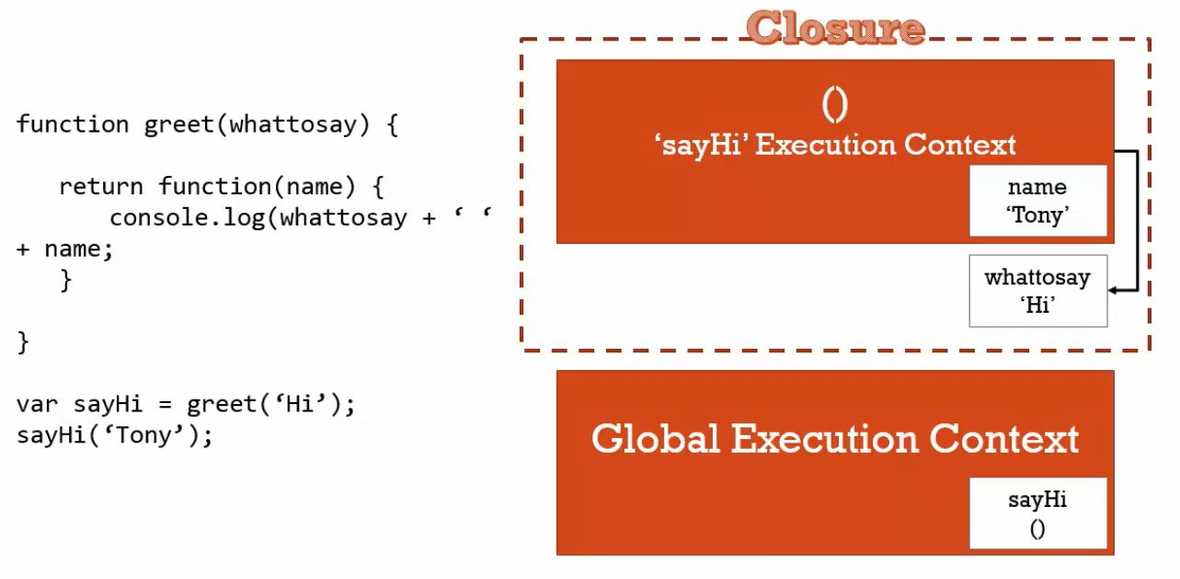 function greet(whattosay) {
return function(name) {
console.log(whattosay + ‘ ‘
+ name;
}
}
var sayHi = greet(‘Hi’);
sayHi(‘Tony’);
Closure
()
‘sayHi’ Execution Context
name
‘Tony’
whattosay
‘Hi’
Global Execution Context
sayHi
()